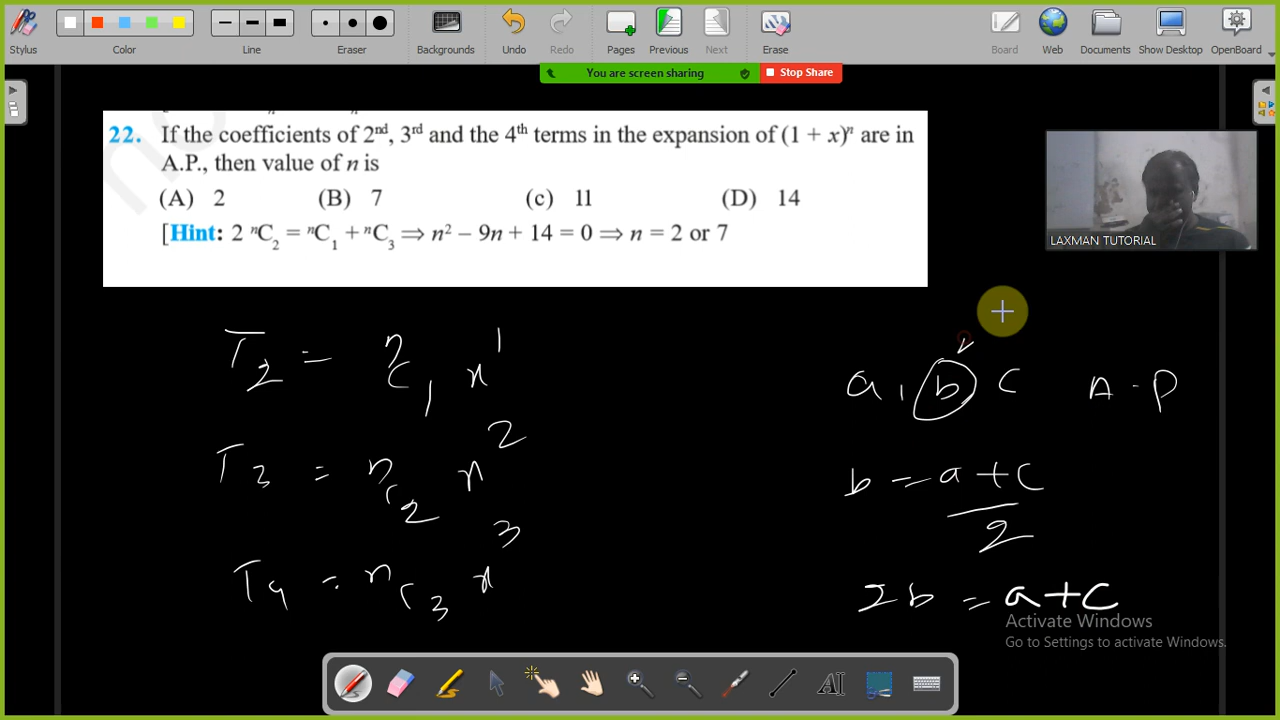 Stylus Color Line Eraser Backgrounds Undo Redo Pages Previous Next Erase Board Web Documents Show Desktop OpenBoard
You are screen sharing Stop Share
22. If the coefficients of 2nd, 3rd and the 4th terms in the expansion of (1 + x)ⁿ are in
A.P., then value of n is
(A) 2 (B) 7 (c) 11 (D) 14
[Hint: 2 ⁿC₂ = ⁿC₁ + ⁿC₃ ⇒ n² – 9n + 14 = 0 ⇒ n = 2 or 7
LAXMAN TUTORIAL
T₂ = ⁿC₁ x¹
T₃ = ⁿC₂ x²
T₄ = ⁿC₃ x³
a, b c A.P
b = a+c/2
2b = a+c
Activate Windows
Go to Settings to activate Windows.
AI